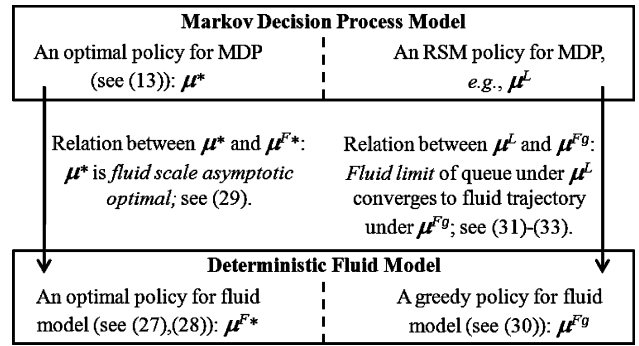 Markov Decision Process Model
An optimal policy for MDP
(see (13)): μ*
An RSM policy for MDP,
e.g., μ^L
Relation between μ* and μ^F*:
μ* is fluid scale asymptotic
optimal; see (29).
Relation between μ^L and μ^Fg:
Fluid limit of queue under μ^L
converges to fluid trajectory
under μ^Fg; see (31)-(33).
Deterministic Fluid Model
An optimal policy for fluid
model (see (27),(28)): μ^F*
A greedy policy for fluid
model (see (30)): μ^Fg